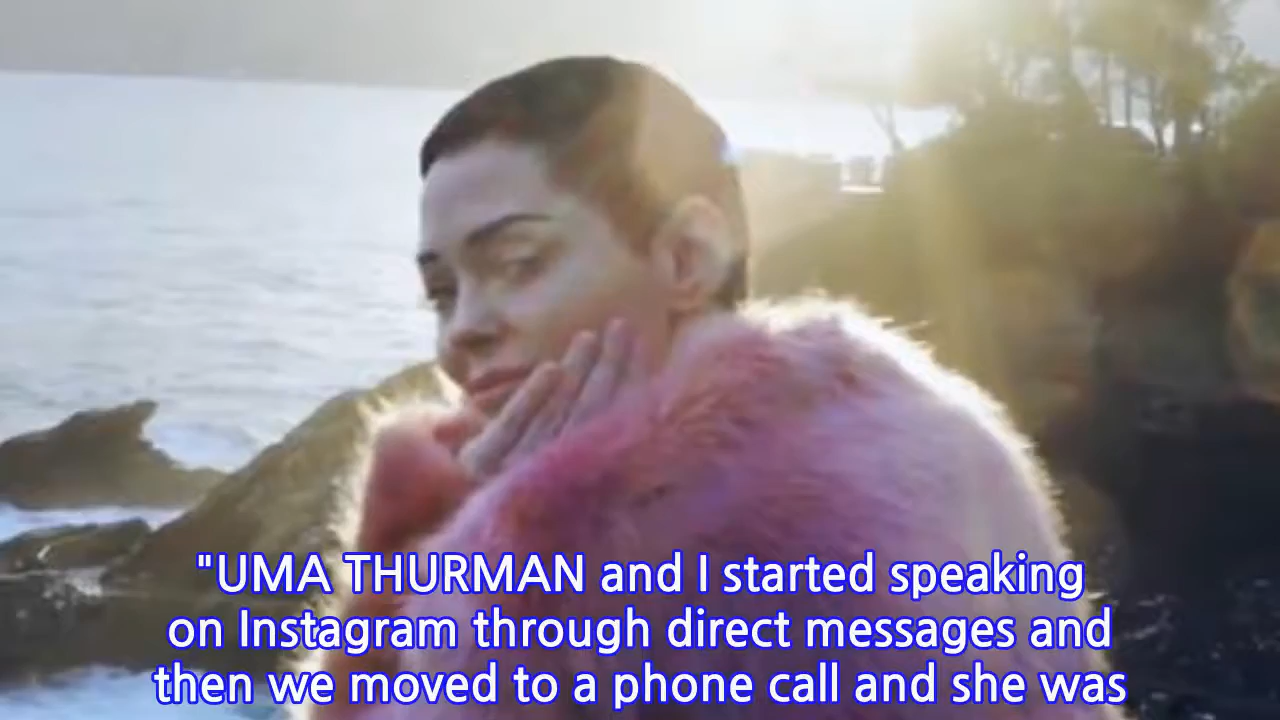 "UMA THURMAN and I started speaking
on Instagram through direct messages and
then we moved to a phone call and she was